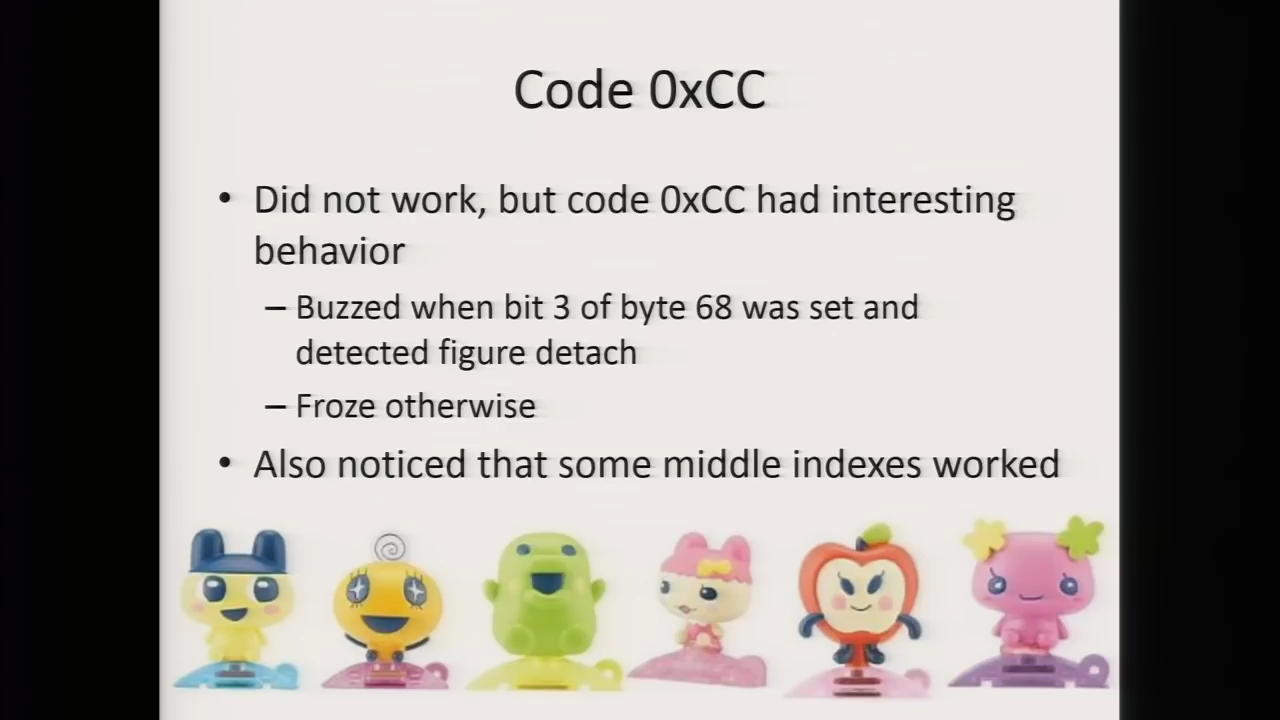 Code 0xCC
• Did not work, but code 0xCC had interesting
behavior
– Buzzed when bit 3 of byte 68 was set and
detected figure detach
– Froze otherwise
• Also noticed that some middle indexes worked